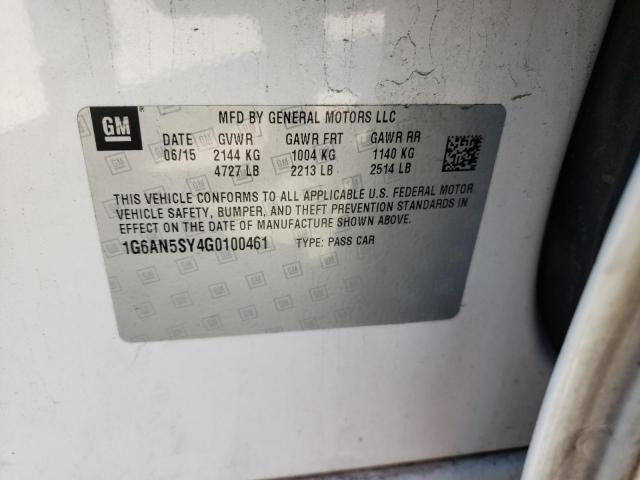 GM ®
MFD BY GENERAL MOTORS LLC
DATE GVWR GAWR FRT GAWR RR
06/15 2144 KG 1004 KG 1140 KG
4727 LB 2213 LB 2514 LB
THIS VEHICLE CONFORMS TO ALL APPLICABLE U.S. FEDERAL MOTOR
VEHICLE SAFETY, BUMPER, AND THEFT PREVENTION STANDARDS IN
EFFECT ON THE DATE OF MANUFACTURE SHOWN ABOVE.
1G6AN5SY4G0100461 TYPE: PASS CAR